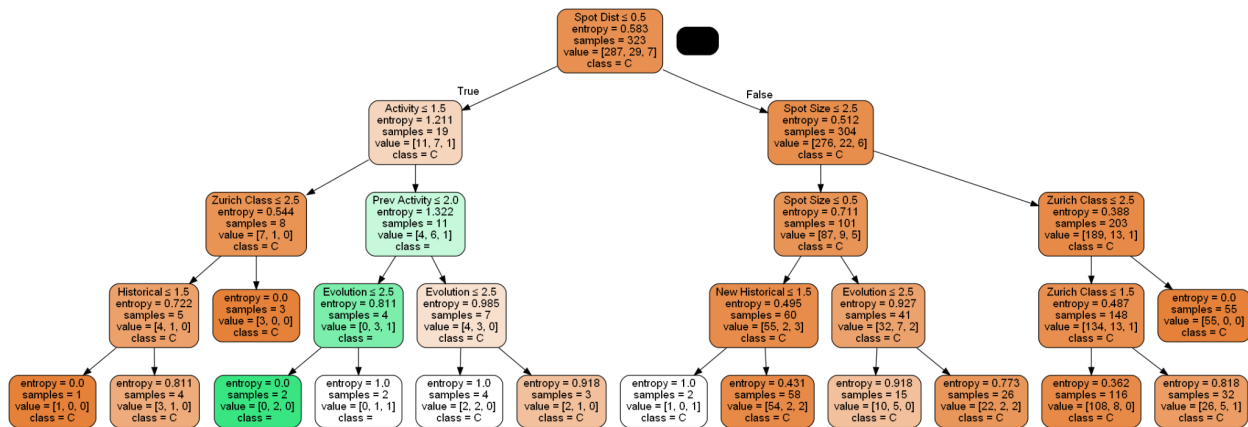 Spot Dist ≤ 0.5
entropy = 0.583
samples = 323
value = [287, 29, 7]
class = C
True
False
Activity ≤ 1.5
entropy = 1.211
samples = 19
value = [11, 7, 1]
class = C
Spot Size ≤ 2.5
entropy = 0.512
samples = 304
value = [276, 22, 6]
class = C
Zurich Class ≤ 2.5
entropy = 0.544
samples = 8
value = [7, 1, 0]
class = C
Prev Activity ≤ 2.0
entropy = 1.322
samples = 11
value = [4, 6, 1]
class =
Spot Size ≤ 0.5
entropy = 0.711
samples = 101
value = [87, 9, 5]
class = C
Zurich Class ≤ 2.5
entropy = 0.388
samples = 203
value = [189, 13, 1]
class = C
Historical ≤ 1.5
entropy = 0.722
samples = 5
value = [4, 1, 0]
class = C
entropy = 0.0
samples = 3
value = [3, 0, 0]
class = C
Evolution ≤ 2.5
entropy = 0.811
samples = 4
value = [0, 3, 1]
class =
Evolution ≤ 2.5
entropy = 0.985
samples = 7
value = [4, 3, 0]
class = C
New Historical ≤ 1.5
entropy = 0.495
samples = 60
value = [55, 2, 3]
class = C
Evolution ≤ 2.5
entropy = 0.927
samples = 41
value = [32, 7, 2]
class = C
Zurich Class ≤ 1.5
entropy = 0.487
samples = 148
value = [134, 13, 1]
class = C
entropy = 0.0
samples = 55
value = [55, 0, 0]
class = C
entropy = 0.0
samples = 1
value = [1, 0, 0]
class = C
entropy = 0.811
samples = 4
value = [3, 1, 0]
class = C
entropy = 0.0
samples = 2
value = [0, 2, 0]
class =
entropy = 1.0
samples = 2
value = [0, 1, 1]
class =
entropy = 1.0
samples = 4
value = [2, 2, 0]
class = C
entropy = 0.918
samples = 3
value = [2, 1, 0]
class = C
entropy = 1.0
samples = 2
value = [1, 0, 1]
class = C
entropy = 0.431
samples = 58
value = [54, 2, 2]
class = C
entropy = 0.918
samples = 15
value = [10, 5, 0]
class = C
entropy = 0.773
samples = 26
value = [22, 2, 2]
class = C
entropy = 0.362
samples = 116
value = [108, 8, 0]
class = C
entropy = 0.818
samples = 32
value = [26, 5, 1]
class = C